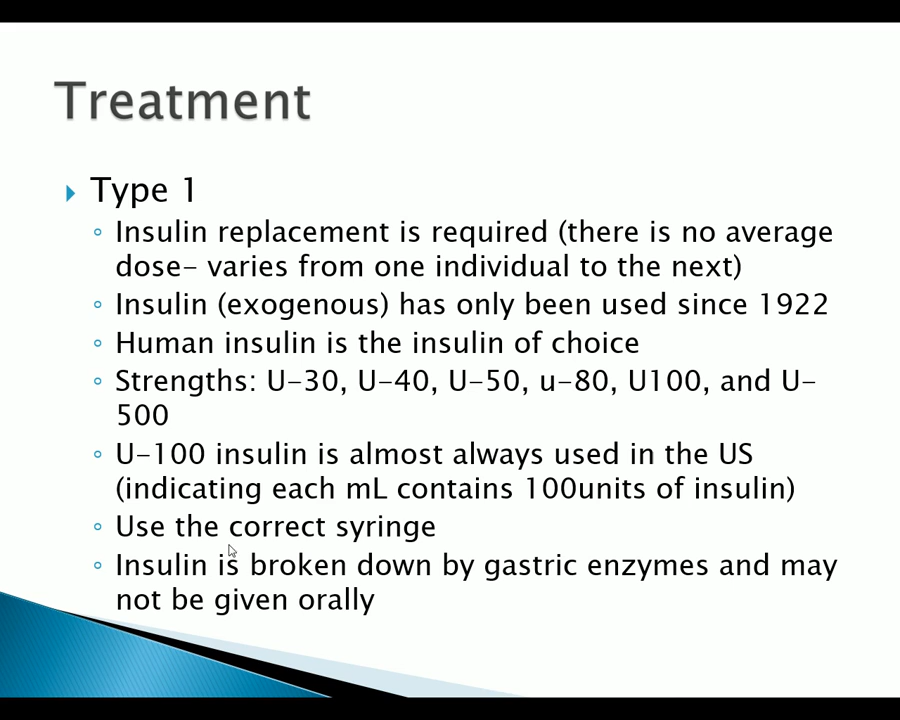 Treatment
Type 1
Insulin replacement is required (there is no average
dose- varies from one individual to the next)
Insulin (exogenous) has only been used since 1922
Human insulin is the insulin of choice
Strengths: U-30, U-40, U-50, u-80, U100, and U-
500
U-100 insulin is almost always used in the US
(indicating each mL contains 100units of insulin)
Use the correct syringe
Insulin is broken down by gastric enzymes and may
not be given orally